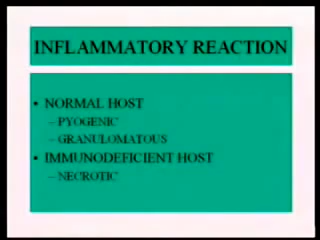 INFLAMMATORY REACTION
• NORMAL HOST
– PYOGENIC
– GRANULOMATOUS
• IMMUNODEFICIENT HOST
– NECROTIC